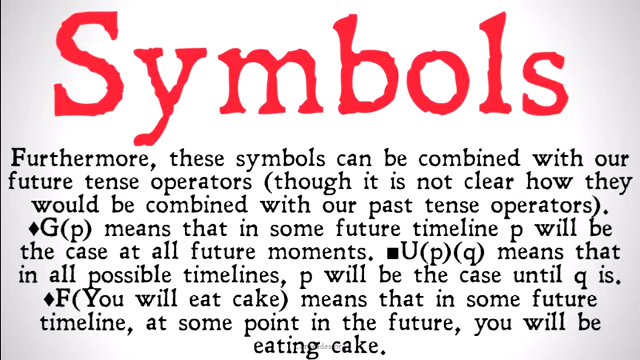 Symbols
Furthermore, these symbols can be combined with our
future tense operators (though it is not clear how they
would be combined with our past tense operators).
♦G(p) means that in some future timeline p will be
the case at all future moments. ■U(p)(q) means that
in all possible timelines, p will be the case until q is.
♦F(You will eat cake) means that in some future
timeline, at some point in the future, you will be
eating cake.